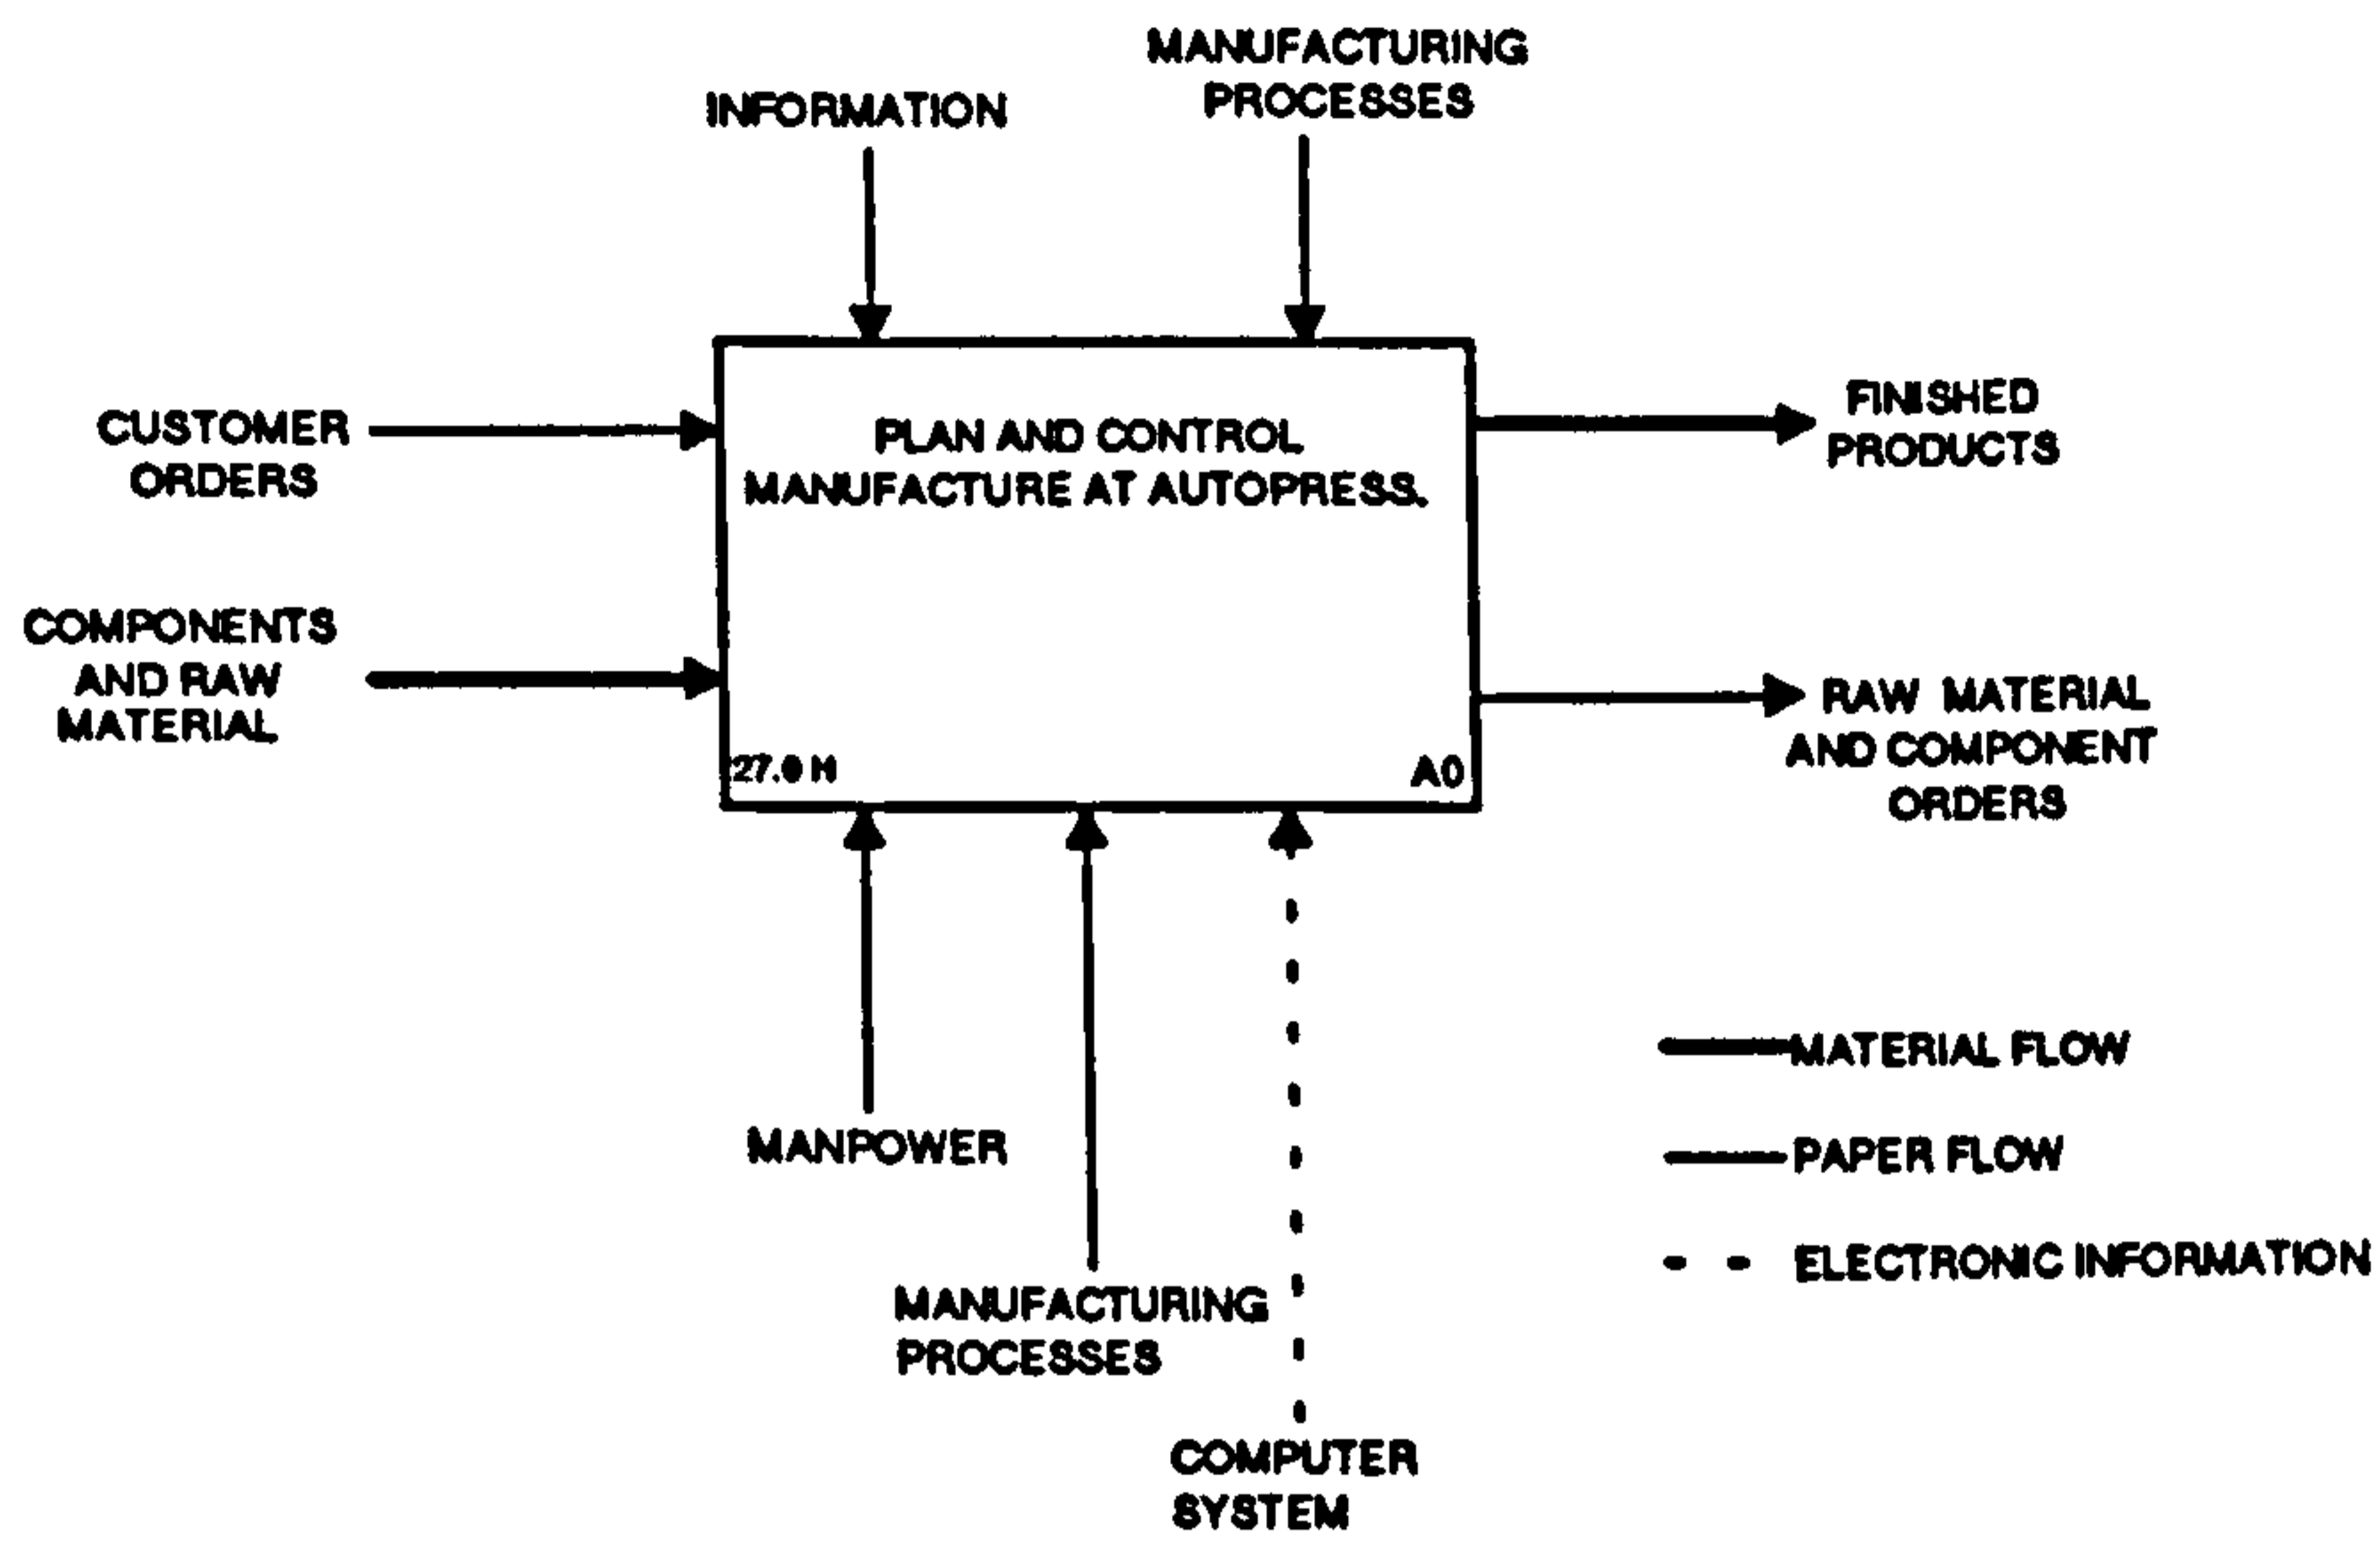 MANUFACTURING
PROCESSES
INFORMATION
CUSTOMER
ORDERS
PLAN AND CONTROL
MANUFACTURE AT AUTOPRESS.
FINISHED
PRODUCTS
COMPONENTS
AND RAW
MATERIAL
RAW MATERIAL
AND COMPONENT
ORDERS
A0
MANPOWER
MANUFACTURING
PROCESSES
COMPUTER
SYSTEM
MATERIAL FLOW
PAPER FLOW
ELECTRONIC INFORMATION